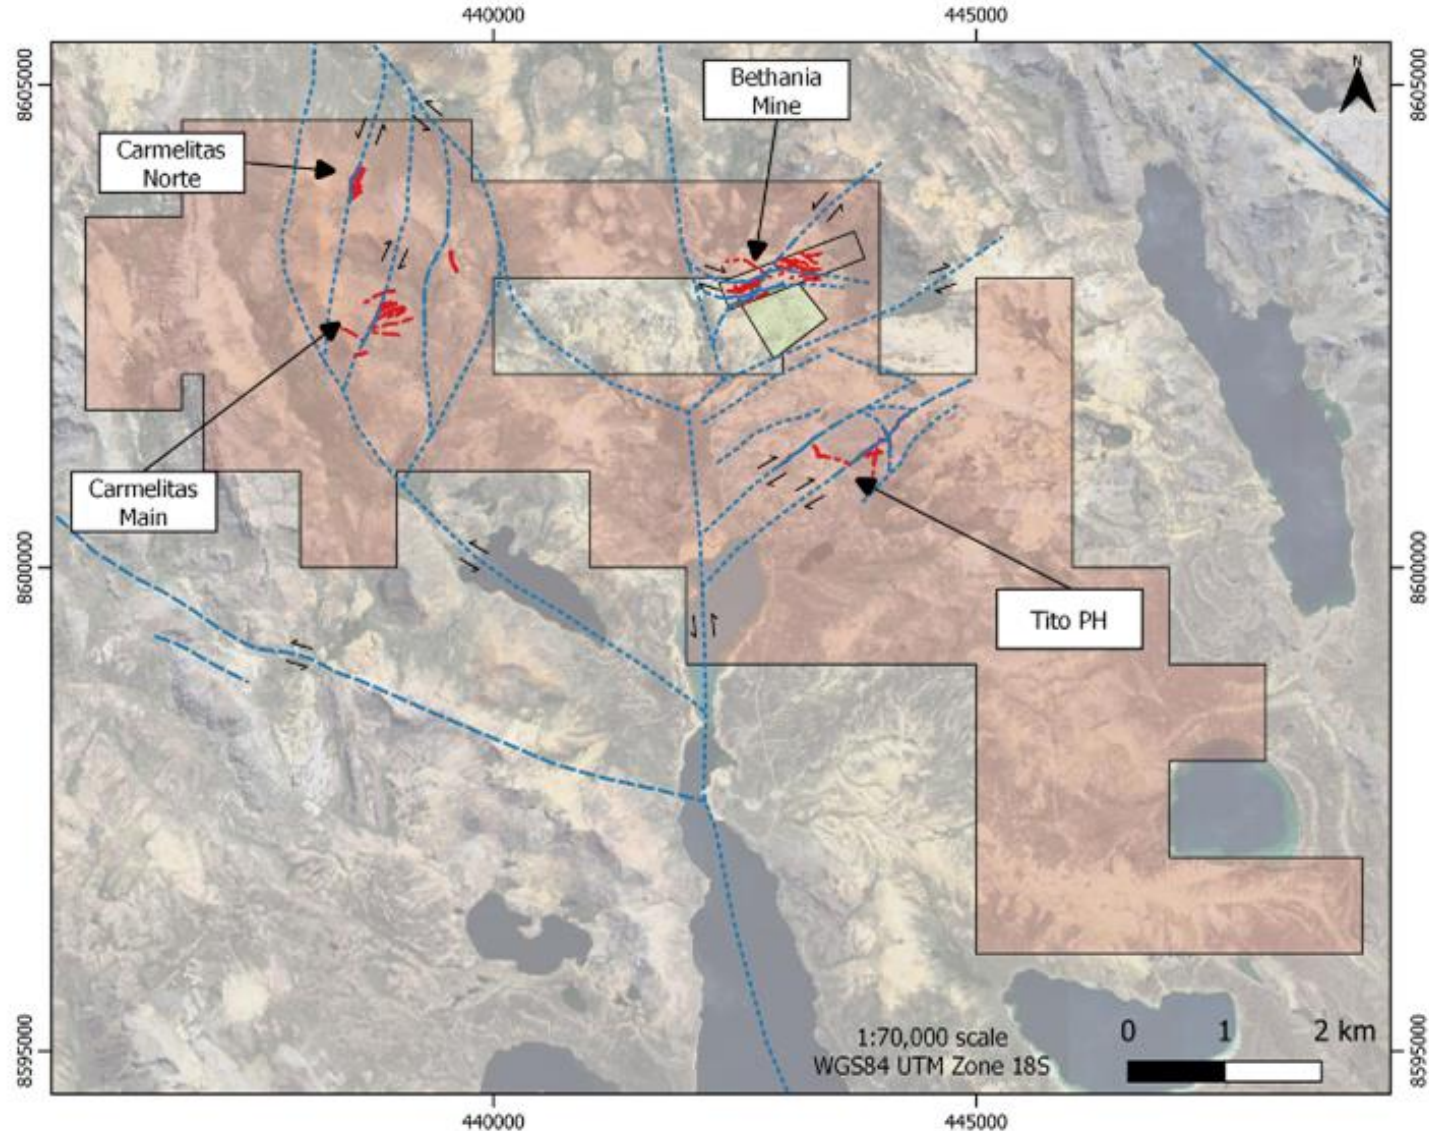 440000
445000
8605000
8605000
N
Bethania
Mine
Carmelitas
Norte
Carmelitas
Main
8600000
8600000
Tito PH
1:70,000 scale
WGS84 UTM Zone 18S
0 1 2 km
8595000
8595000
440000
445000